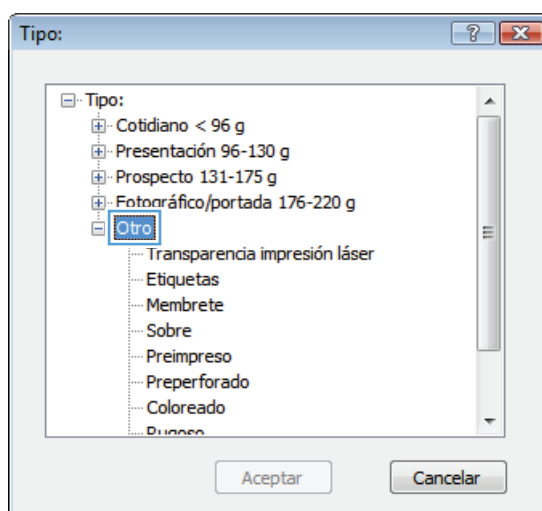 Tipo:
Tipo:
Cotidiano < 96 g
Presentación 96-130 g
Prospecto 131-175 g
Fotográfico/portada 176-220 g
Otro
Transparencia impresión láser
Etiquetas
Membrete
Sobre
Preimpreso
Preperforado
Coloreado
Rugoso
Aceptar
Cancelar